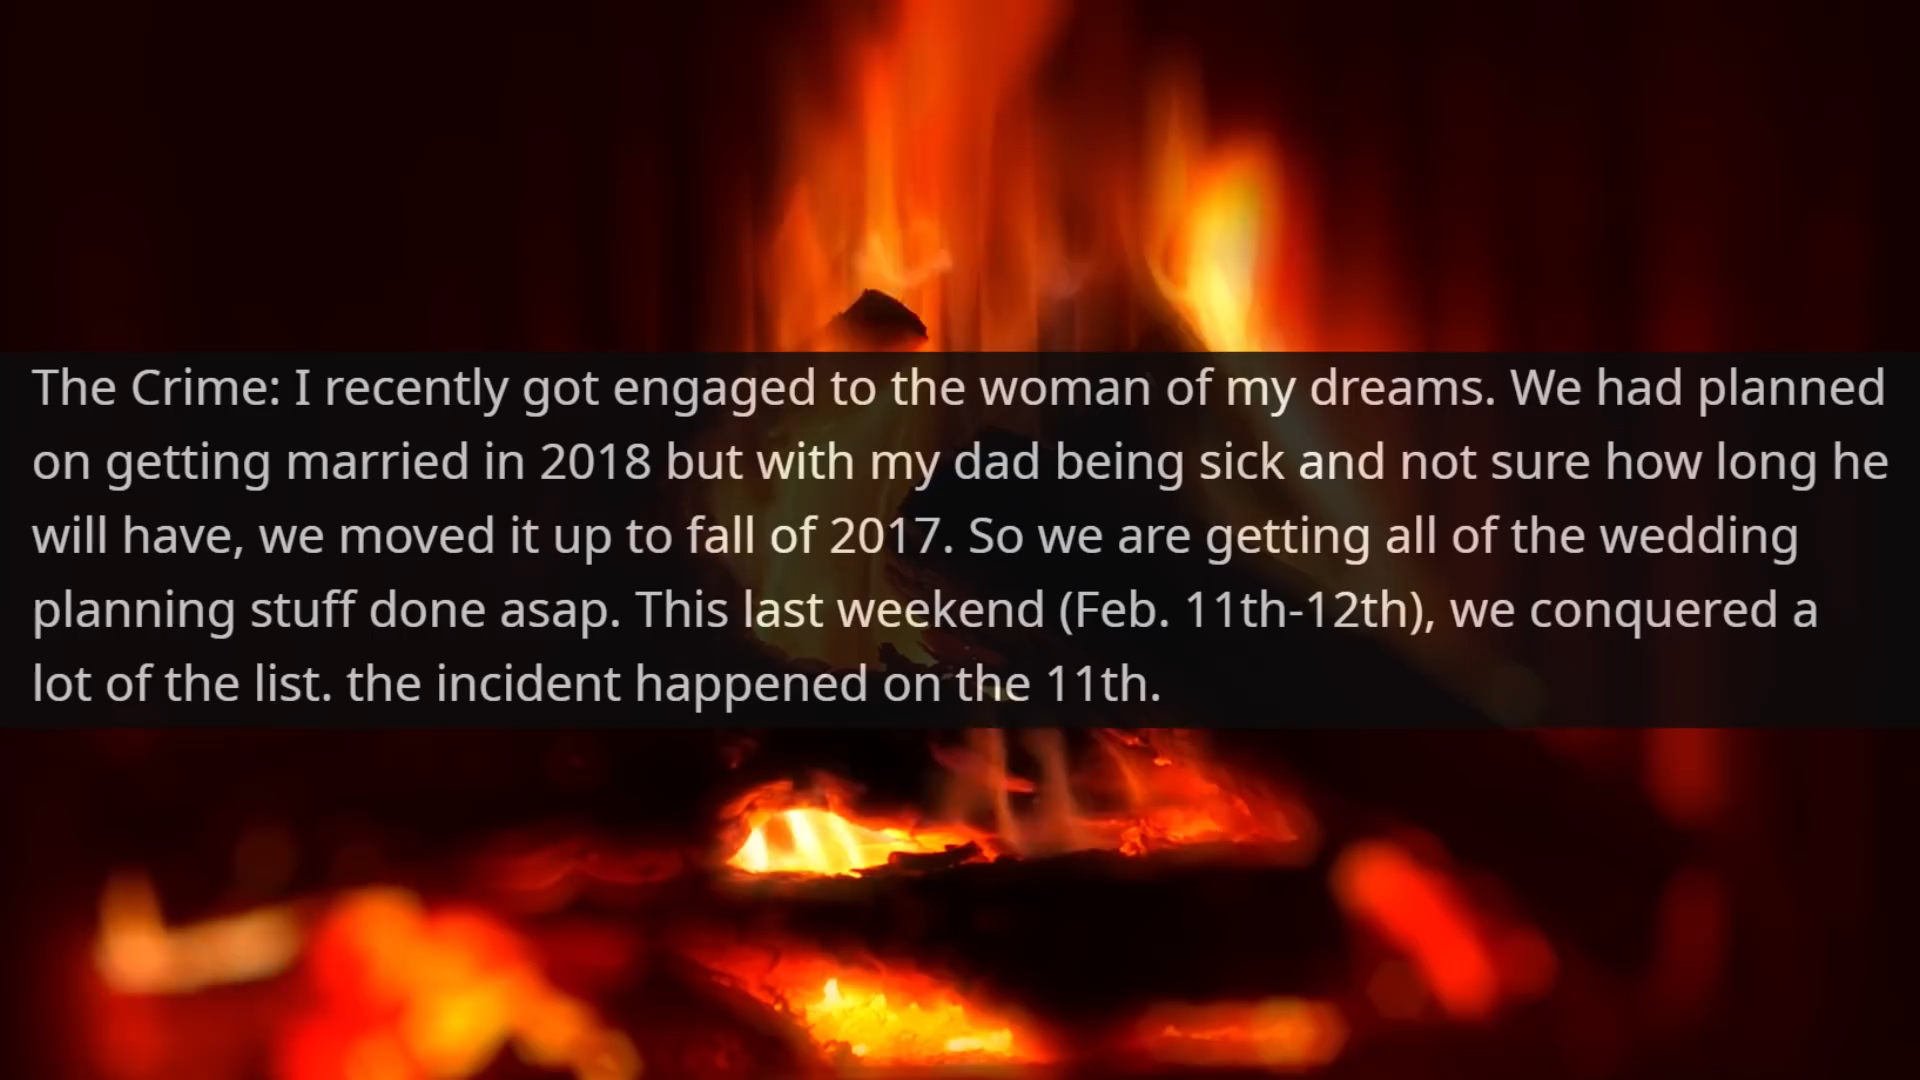 The Crime: I recently got engaged to the woman of my dreams. We had planned
on getting married in 2018 but with my dad being sick and not sure how long he
will have, we moved it up to fall of 2017. So we are getting all of the wedding
planning stuff done asap. This last weekend (Feb. 11th-12th), we conquered a
lot of the list. the incident happened on the 11th.